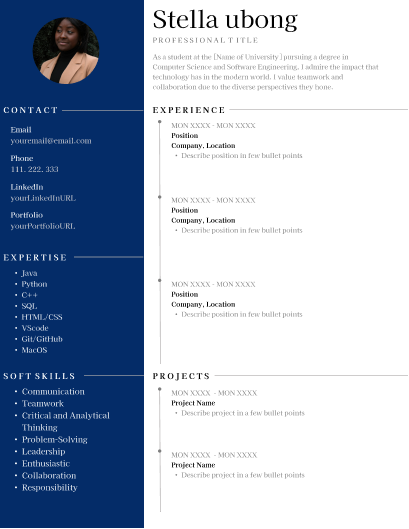 Stella ubong
PROFESSIONAL TITLE
As a student at the [Name of University ] pursuing a degree in
Computer Science and Software Engineering, I admire the impact that
technology has in the modern world. I value teamwork and
collaboration due to the diverse perspectives they hone.
CONTACT
Email
youremail@email.com
Phone
111. 222. 333
LinkedIn
yourLinkedInURL
Portfolio
yourPortfolioURL
EXPERTISE
• Java
• Python
• C++
• SQL
• HTML/CSS
• VScode
• Git/GitHub
• MacOS
SOFT SKILLS
• Communication
• Teamwork
• Critical and Analytical
Thinking
• Problem-Solving
• Leadership
• Enthusiastic
• Collaboration
• Responsibility
EXPERIENCE
MON XXXX - MON XXXX
Position
Company, Location
• Describe position in few bullet points
MON XXXX - MON XXXX
Position
Company, Location
• Describe position in few bullet points
MON XXXX - MON XXXX
Position
Company, Location
• Describe position in few bullet points
PROJECTS
MON XXXX - MON XXXX
Project Name
• Describe project in a few bullet points
MON XXXX - MON XXXX
Project Name
• Describe project in a few bullet points